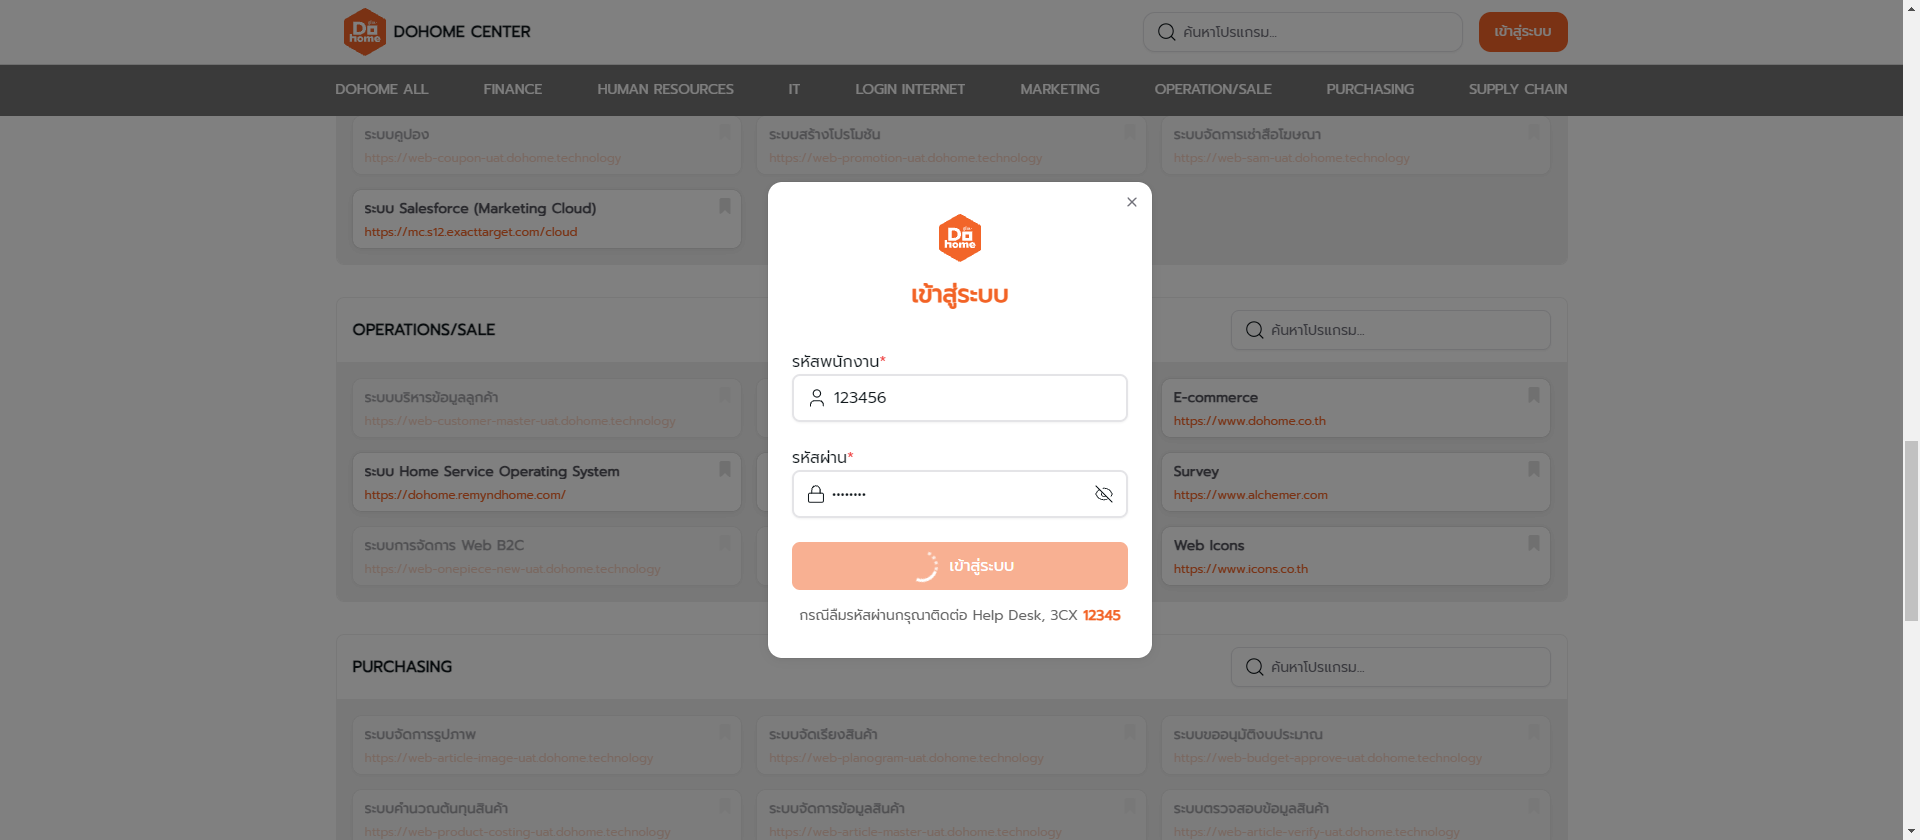 Do home DOHOME CENTER
ค้นหาโปรแกรม...
เข้าสู่ระบบ
DOHOME ALL FINANCE HUMAN RESOURCES IT LOGIN INTERNET MARKETING OPERATION/SALE PURCHASING SUPPLY CHAIN
ระบบคูปอง
https://web-coupon-uat.dohome.technology
ระบบสร้างโปรโมชัน
https://web-promotion-uat.dohome.technology
ระบบจัดการเช่าสื่อโฆษณา
https://web-sam-uat.dohome.technology
ระบบ Salesforce (Marketing Cloud)
https://mc.s12.exacttarget.com/cloud
OPERATIONS/SALE
ค้นหาโปรแกรม...
ระบบบริหารข้อมูลลูกค้า
https://web-customer-master-uat.dohome.technology
E-commerce
https://www.dohome.co.th
ระบบ Home Service Operating System
https://dohome.remyndhome.com/
Survey
https://www.alchemer.com
ระบบการจัดการ Web B2C
https://web-onepiece-new-uat.dohome.technology
Web Icons
https://www.icons.co.th
PURCHASING
ค้นหาโปรแกรม...
ระบบจัดการรูปภาพ
https://web-article-image-uat.dohome.technology
ระบบจัดเรียงสินค้า
https://web-planogram-uat.dohome.technology
ระบบขออนุมัติงบประมาณ
https://web-budget-approve-uat.dohome.technology
ระบบคำนวณต้นทุนสินค้า
https://web-product-costing-uat.dohome.technology
ระบบจัดการข้อมูลสินค้า
https://web-article-master-uat.dohome.technology
ระบบตรวจสอบข้อมูลสินค้า
https://web-article-verify-uat.dohome.technology
Do home
เข้าสู่ระบบ
รหัสพนักงาน*
123456
รหัสผ่าน*
••••••••
เข้าสู่ระบบ
กรณีลืมรหัสผ่านกรุณาติดต่อ Help Desk, 3CX 12345